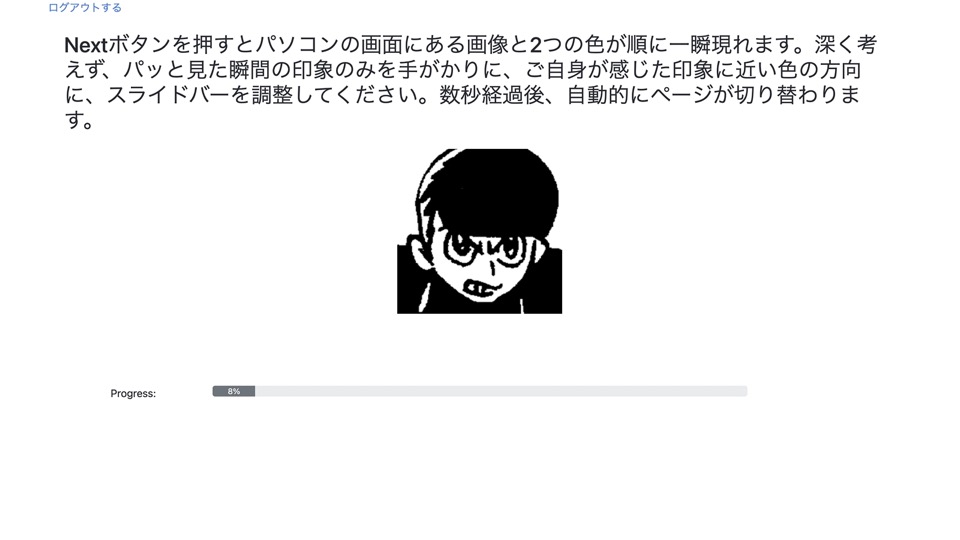 ログアウトする
Nextボタンを押すとパソコンの画面にある画像と2つの色が順に一瞬現れます。深く考
えず、パッと見た瞬間の印象のみを手がかりに、ご自身が感じた印象に近い色の方向
に、スライドバーを調整してください。数秒経過後、自動的にページが切り替わりま
す。
Progress:
8%